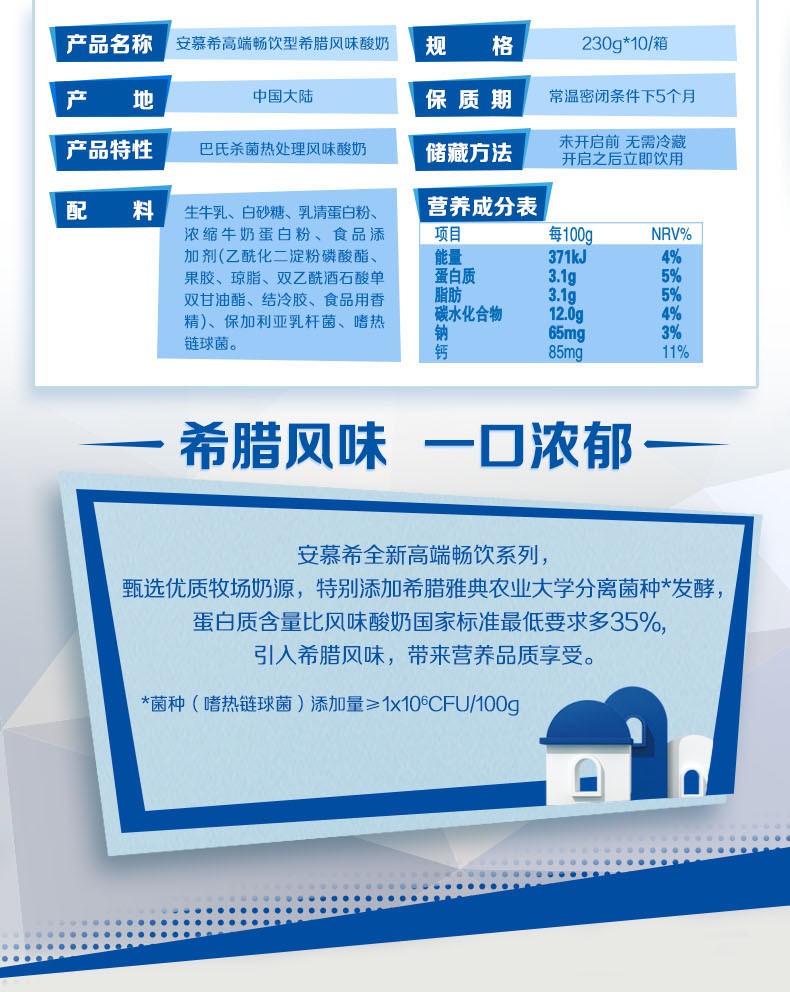 产品名称 安慕希高端畅饮型希腊风味酸奶
规格 230g*10/箱
产地 中国大陆
保质期 常温密闭条件下5个月
产品特性 巴氏杀菌热处理风味酸奶
储藏方法 未开启前 无需冷藏
开启之后立即饮用
配料 生牛乳、白砂糖、乳清蛋白粉、
浓缩牛奶蛋白粉、食品添
加剂(乙酰化二淀粉磷酸酯、
果胶、琼脂、双乙酰酒石酸单
双甘油酯、结冷胶、食品用香
精)、保加利亚乳杆菌、嗜热
链球菌。
营养成分表
项目 每100g NRV%
能量 371kJ 4%
蛋白质 3.1g 5%
脂肪 3.1g 5%
碳水化合物 12.0g 4%
钠 65mg 3%
钙 85mg 11%
希腊风味 一口浓郁
安慕希全新高端畅饮系列，
甄选优质牧场奶源，特别添加希腊雅典农业大学分离菌种*发酵，
蛋白质含量比风味酸奶国家标准最低要求多35%，
引入希腊风味，带来营养品质享受。
*菌种（嗜热链球菌）添加量≥1x10⁶CFU/100g